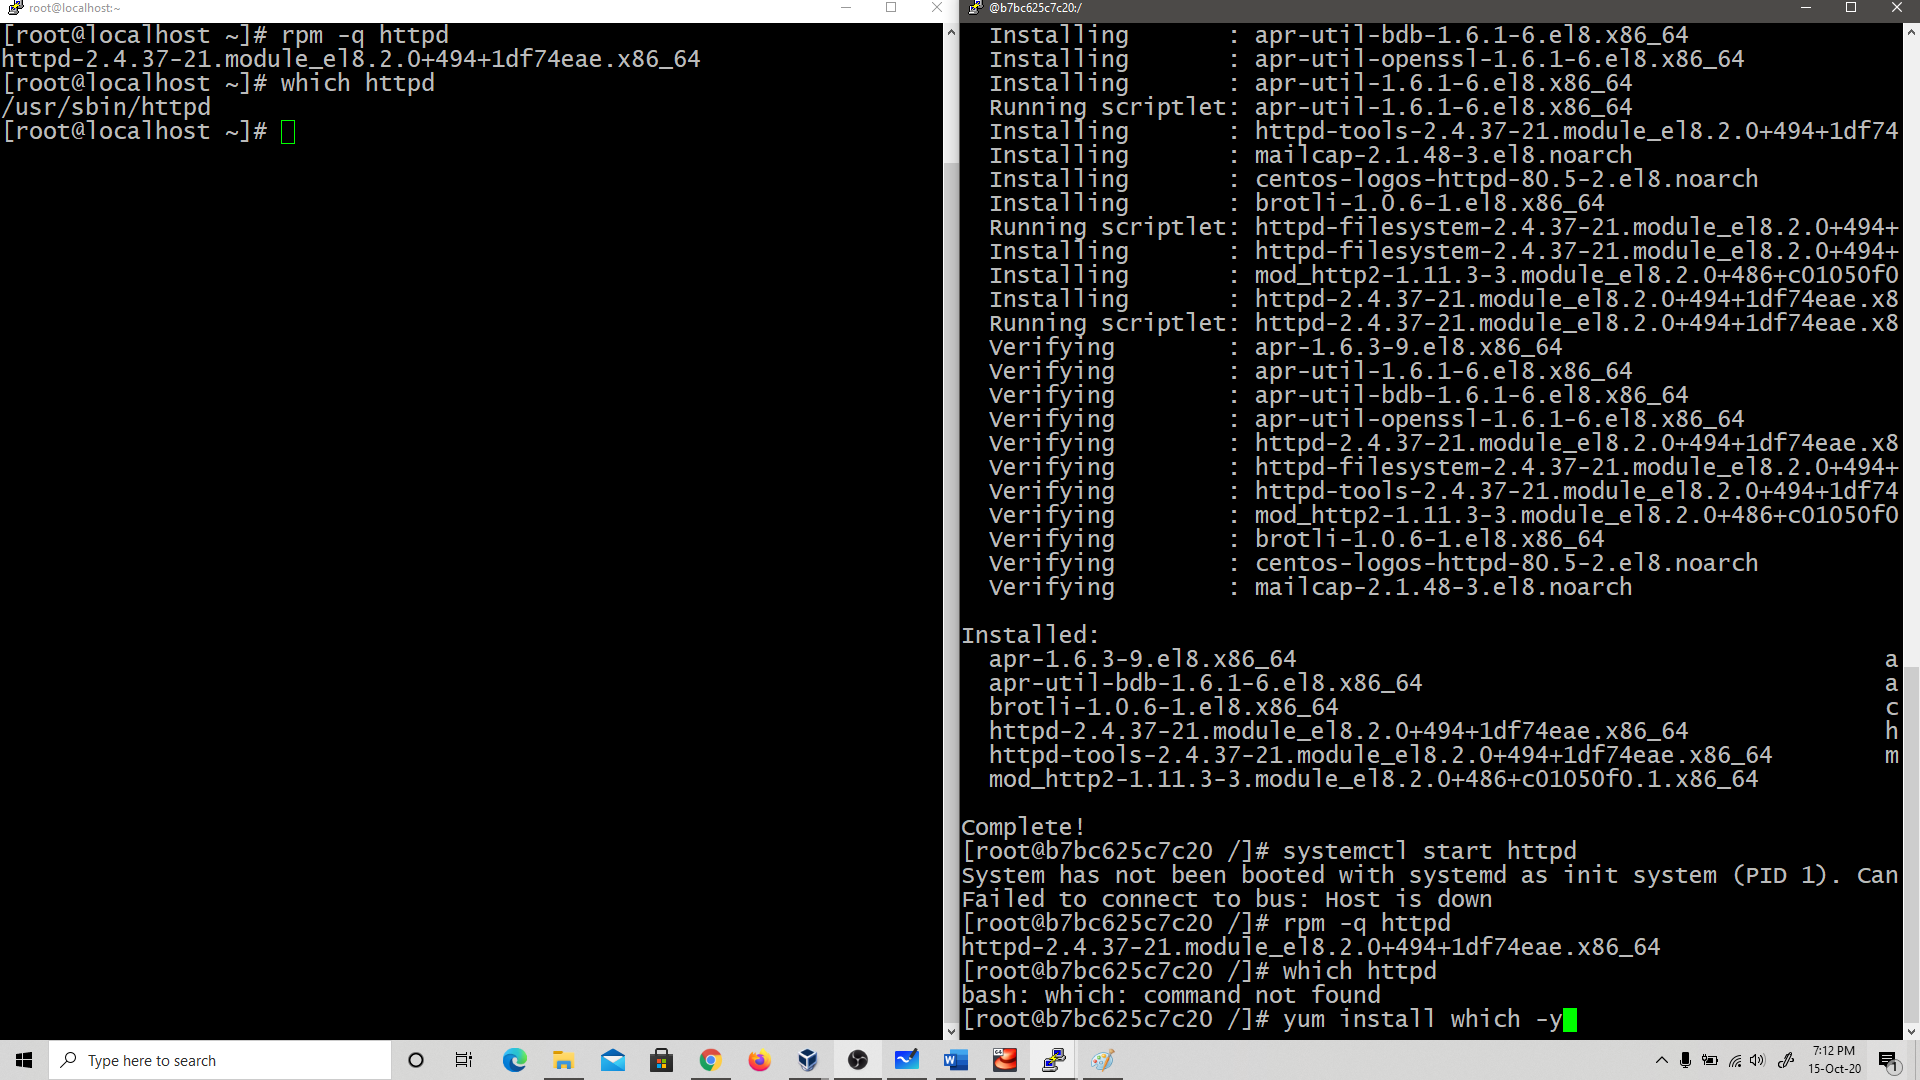 root@localhost:~
[root@localhost ~]# rpm -q httpd
httpd-2.4.37-21.module_el8.2.0+494+1df74eae.x86_64
[root@localhost ~]# which httpd
/usr/sbin/httpd
[root@localhost ~]#
@b7bc625c7c20:/
Installing : apr-util-bdb-1.6.1-6.el8.x86_64
Installing : apr-util-openssl-1.6.1-6.el8.x86_64
Installing : apr-util-1.6.1-6.el8.x86_64
Running scriptlet: apr-util-1.6.1-6.el8.x86_64
Installing : httpd-tools-2.4.37-21.module_el8.2.0+494+1df74
Installing : mailcap-2.1.48-3.el8.noarch
Installing : centos-logos-httpd-80.5-2.el8.noarch
Installing : brotli-1.0.6-1.el8.x86_64
Running scriptlet: httpd-filesystem-2.4.37-21.module_el8.2.0+494+
Installing : httpd-filesystem-2.4.37-21.module_el8.2.0+494+
Installing : mod_http2-1.11.3-3.module_el8.2.0+486+c01050f0
Installing : httpd-2.4.37-21.module_el8.2.0+494+1df74eae.x8
Running scriptlet: httpd-2.4.37-21.module_el8.2.0+494+1df74eae.x8
Verifying : apr-1.6.3-9.el8.x86_64
Verifying : apr-util-1.6.1-6.el8.x86_64
Verifying : apr-util-bdb-1.6.1-6.el8.x86_64
Verifying : apr-util-openssl-1.6.1-6.el8.x86_64
Verifying : httpd-2.4.37-21.module_el8.2.0+494+1df74eae.x8
Verifying : httpd-filesystem-2.4.37-21.module_el8.2.0+494+
Verifying : httpd-tools-2.4.37-21.module_el8.2.0+494+1df74
Verifying : mod_http2-1.11.3-3.module_el8.2.0+486+c01050f0
Verifying : brotli-1.0.6-1.el8.x86_64
Verifying : centos-logos-httpd-80.5-2.el8.noarch
Verifying : mailcap-2.1.48-3.el8.noarch
Installed:
apr-1.6.3-9.el8.x86_64 a
apr-util-bdb-1.6.1-6.el8.x86_64 a
brotli-1.0.6-1.el8.x86_64 c
httpd-2.4.37-21.module_el8.2.0+494+1df74eae.x86_64 h
httpd-tools-2.4.37-21.module_el8.2.0+494+1df74eae.x86_64 m
mod_http2-1.11.3-3.module_el8.2.0+486+c01050f0.1.x86_64
Complete!
[root@b7bc625c7c20 /]# systemctl start httpd
System has not been booted with systemd as init system (PID 1). Can
Failed to connect to bus: Host is down
[root@b7bc625c7c20 /]# rpm -q httpd
httpd-2.4.37-21.module_el8.2.0+494+1df74eae.x86_64
[root@b7bc625c7c20 /]# which httpd
bash: which: command not found
[root@b7bc625c7c20 /]# yum install which -y
Type here to search
7:12 PM
15-Oct-20
1